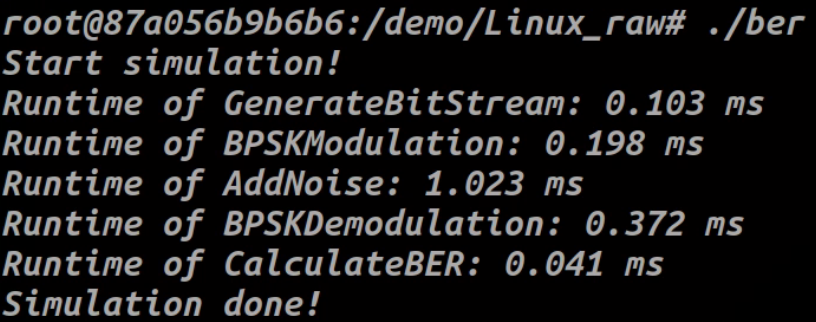 root@87a056b9b6b6:/demo/Linux_raw# ./ber
Start simulation!
Runtime of GenerateBitStream: 0.103 ms
Runtime of BPSKModulation: 0.198 ms
Runtime of AddNoise: 1.023 ms
Runtime of BPSKDemodulation: 0.372 ms
Runtime of CalculateBER: 0.041 ms
Simulation done!